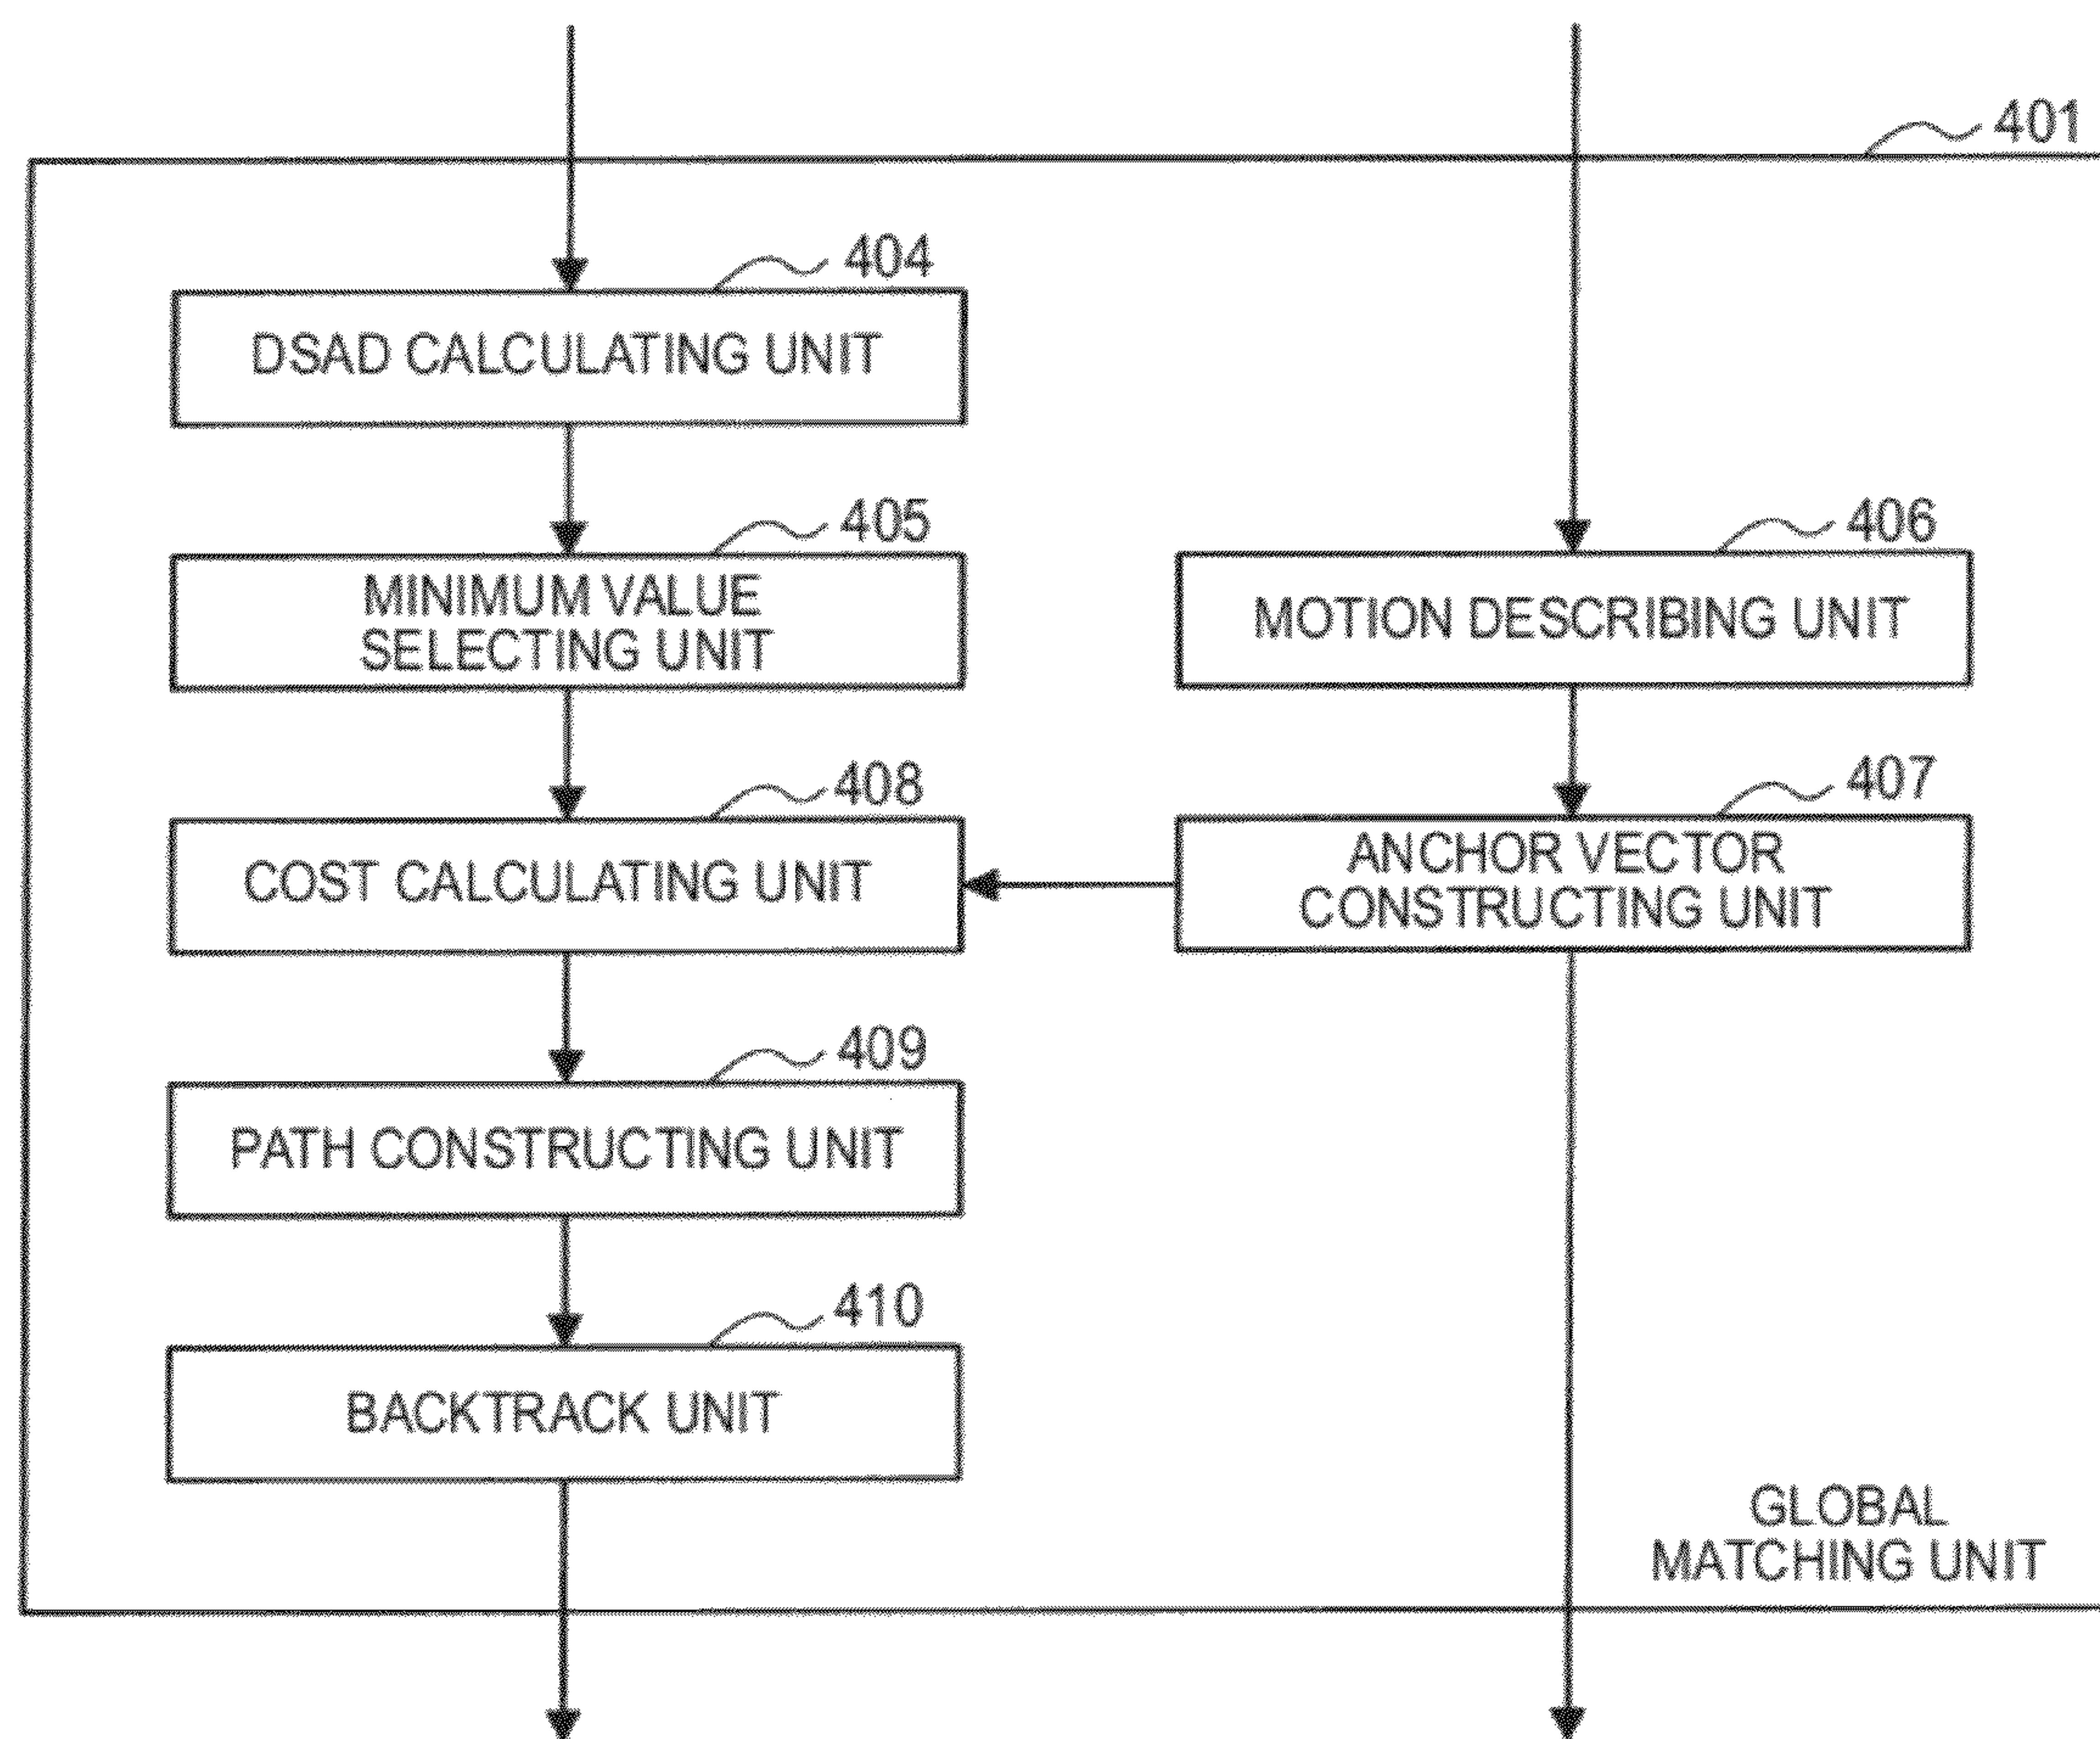 401
404
DSAD CALCULATING UNIT
405
MINIMUM VALUE
SELECTING UNIT
406
MOTION DESCRIBING UNIT
408
COST CALCULATING UNIT
407
ANCHOR VECTOR
CONSTRUCTING UNIT
409
PATH CONSTRUCTING UNIT
410
BACKTRACK UNIT
GLOBAL
MATCHING UNIT